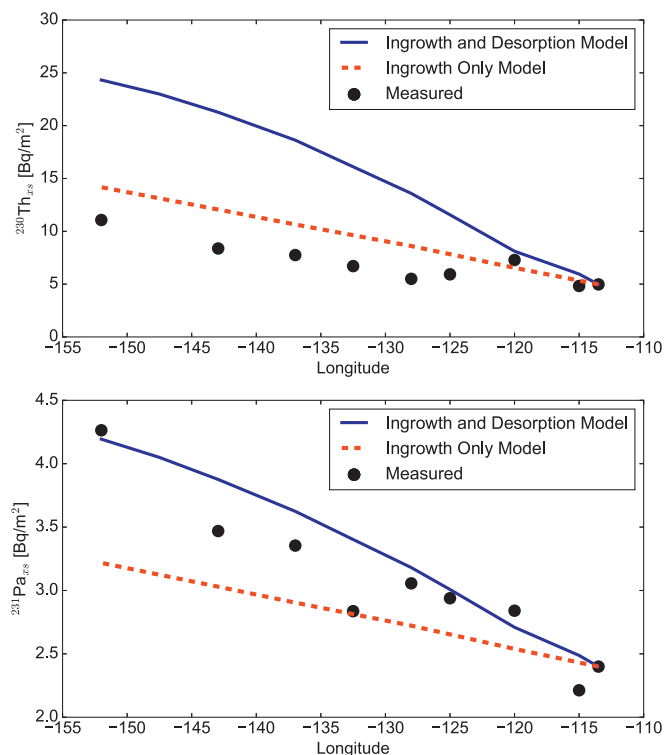 30
25
20
15
10
5
0
²³⁰Th_xs [Bq/m²]
Ingrowth and Desorption Model
Ingrowth Only Model
Measured
−155 −150 −145 −140 −135 −130 −125 −120 −115 −110
Longitude
4.5
4.0
3.5
3.0
2.5
2.0
²³¹Pa_xs [Bq/m²]
Ingrowth and Desorption Model
Ingrowth Only Model
Measured
−155 −150 −145 −140 −135 −130 −125 −120 −115 −110
Longitude